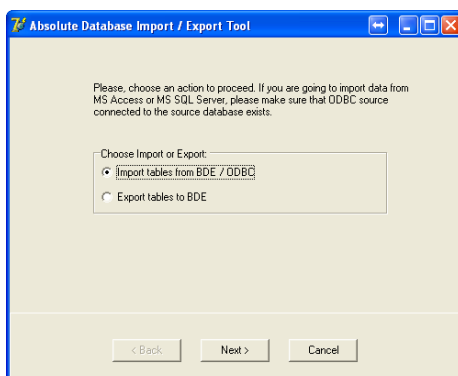 Absolute Database Import / Export Tool
Please, choose an action to proceed. If you are going to import data from
MS Access or MS SQL Server, please make sure that ODBC source
connected to the source database exists.
Choose Import or Export:
Import tables from BDE / ODBC
Export tables to BDE
< Back
Next >
Cancel